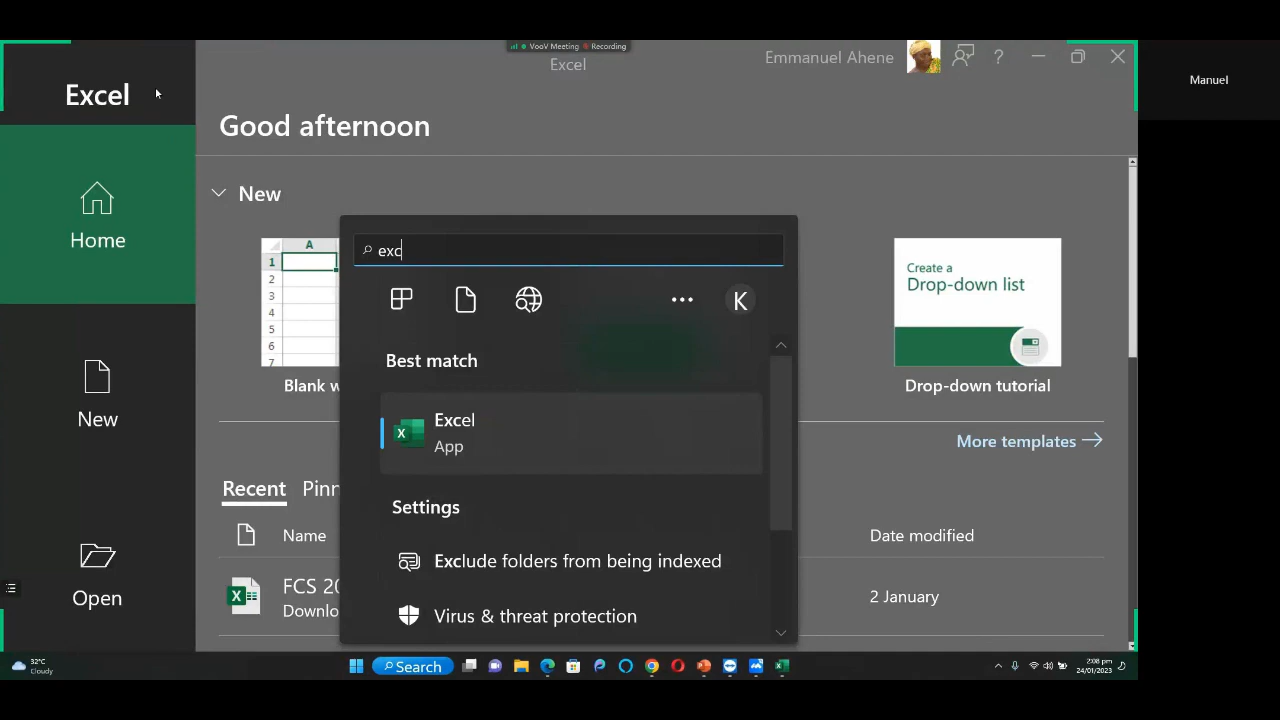 VooV Meeting Recording
Excel
Emmanuel Ahene
?
Manuel
Excel
Good afternoon
Home
New
A
1
2
3
4
5
6
7
Blank w
Create a
Drop-down list
Drop-down tutorial
More templates
exc
K
Best match
Excel
App
Settings
Exclude folders from being indexed
Virus & threat protection
New
Recent Pinn
Name
Date modified
FCS 20
Downlo
2 January
Open
32°C
Cloudy
Search
2:08 pm
24/01/2023